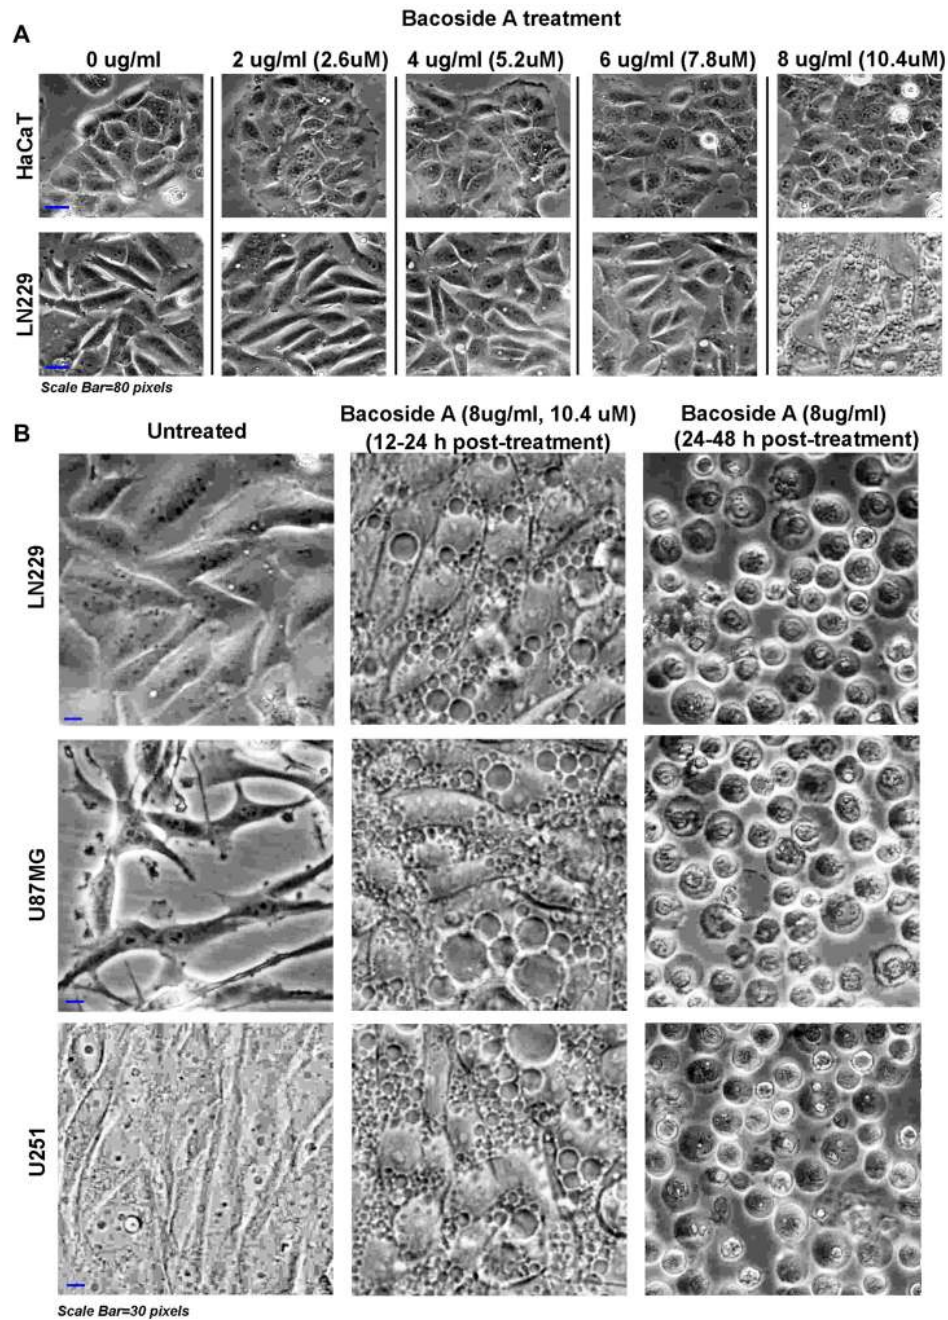 Bacoside A treatment
A
0 ug/ml
2 ug/ml (2.6uM)
4 ug/ml (5.2uM)
6 ug/ml (7.8uM)
8 ug/ml (10.4uM)
HaCaT
LN229
Scale Bar=80 pixels
B
Untreated
Bacoside A (8ug/ml, 10.4 uM)
(12-24 h post-treatment)
Bacoside A (8ug/ml)
(24-48 h post-treatment)
LN229
U87MG
U251
Scale Bar=30 pixels